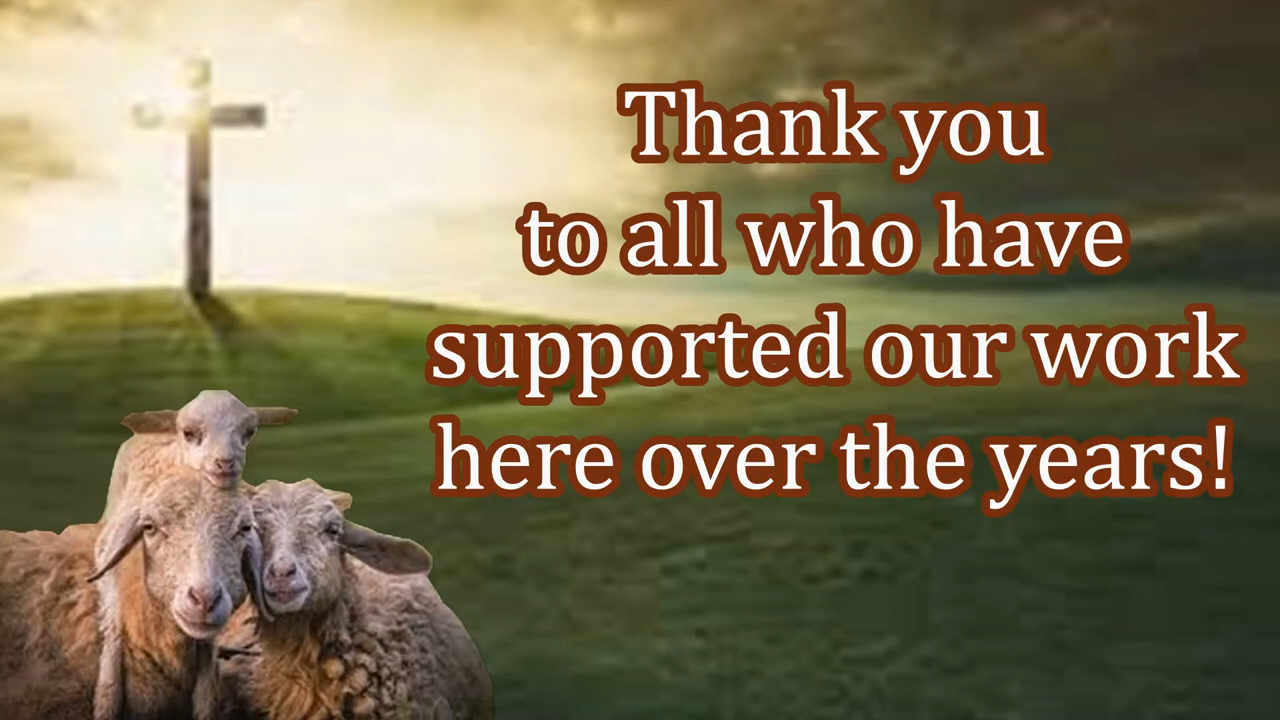 Thank you
to all who have
supported our work
here over the years!